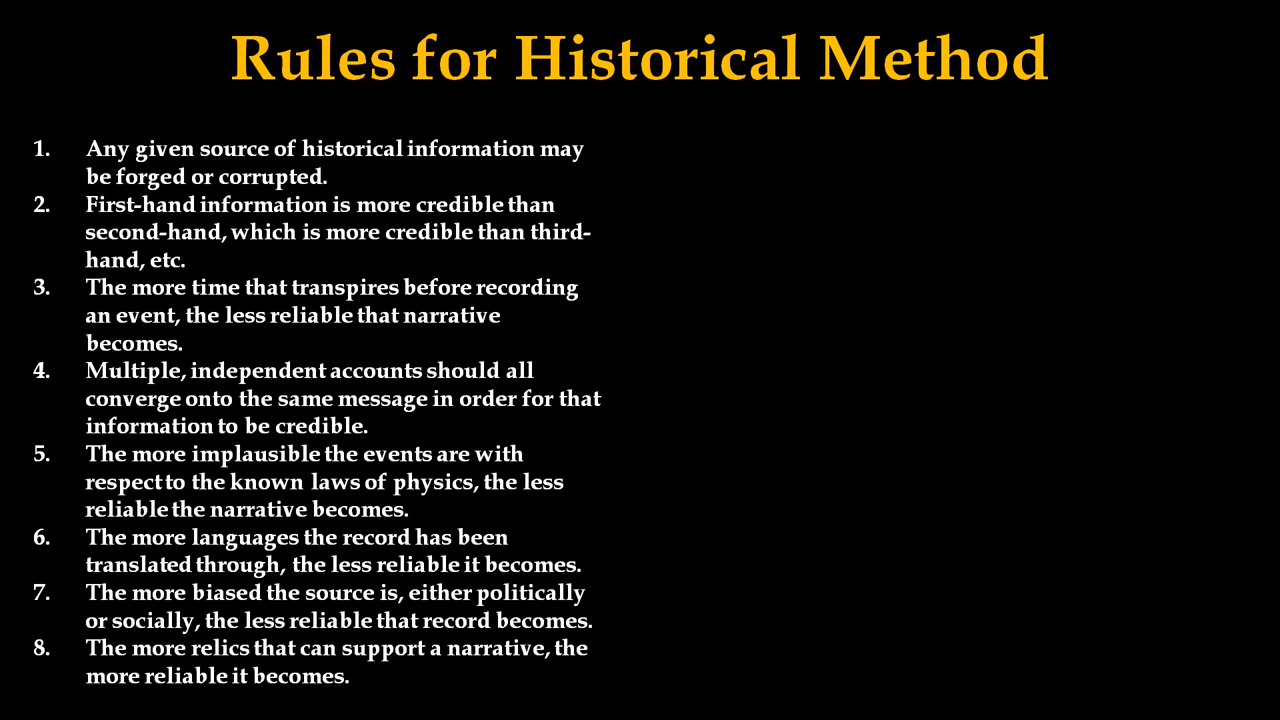 Rules for Historical Method
1. Any given source of historical information may
be forged or corrupted.
2. First-hand information is more credible than
second-hand, which is more credible than third-
hand, etc.
3. The more time that transpires before recording
an event, the less reliable that narrative
becomes.
4. Multiple, independent accounts should all
converge onto the same message in order for that
information to be credible.
5. The more implausible the events are with
respect to the known laws of physics, the less
reliable the narrative becomes.
6. The more languages the record has been
translated through, the less reliable it becomes.
7. The more biased the source is, either politically
or socially, the less reliable that record becomes.
8. The more relics that can support a narrative, the
more reliable it becomes.